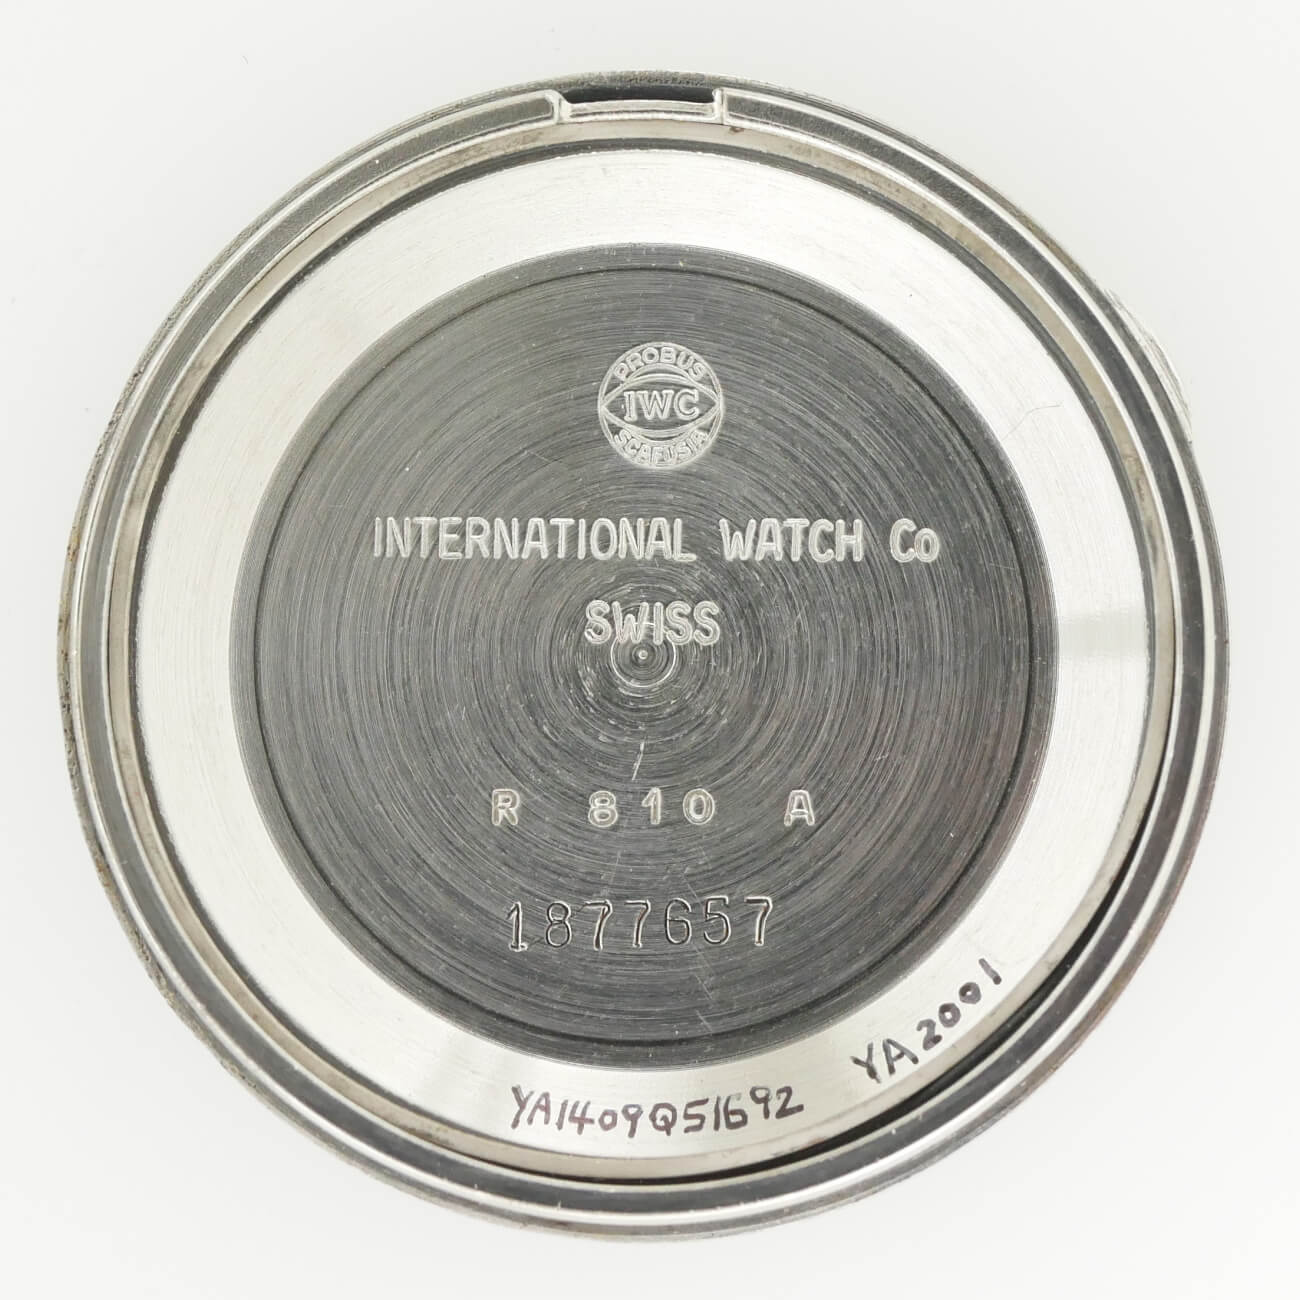 PROBUS
IWC
SCAFUSIA
INTERNATIONAL WATCH Co
SWISS
R 810 A
1877657
YA2001
YA1409Q51692